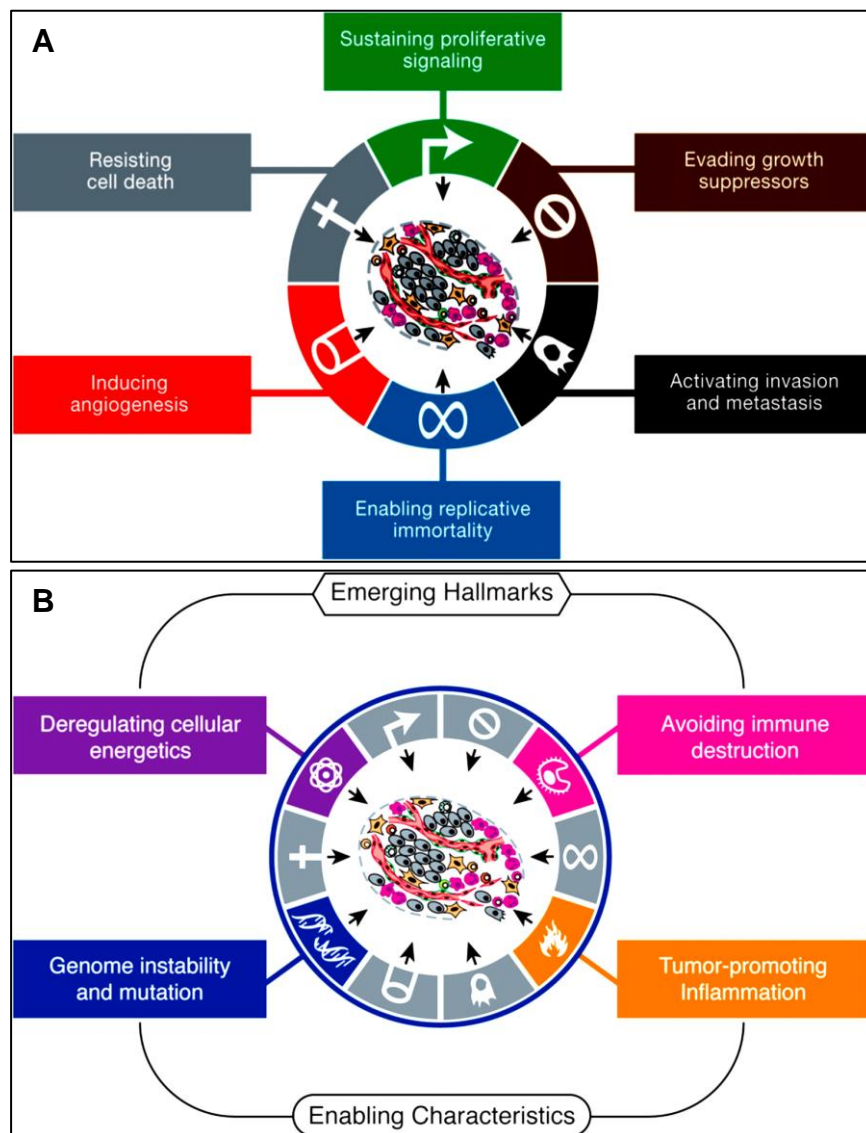 A
Sustaining proliferative
signaling
Resisting
cell death
Evading growth
suppressors
Inducing
angiogenesis
Activating invasion
and metastasis
Enabling replicative
immortality
B
Emerging Hallmarks
Deregulating cellular
energetics
Avoiding immune
destruction
Genome instability
and mutation
Tumor-promoting
Inflammation
Enabling Characteristics